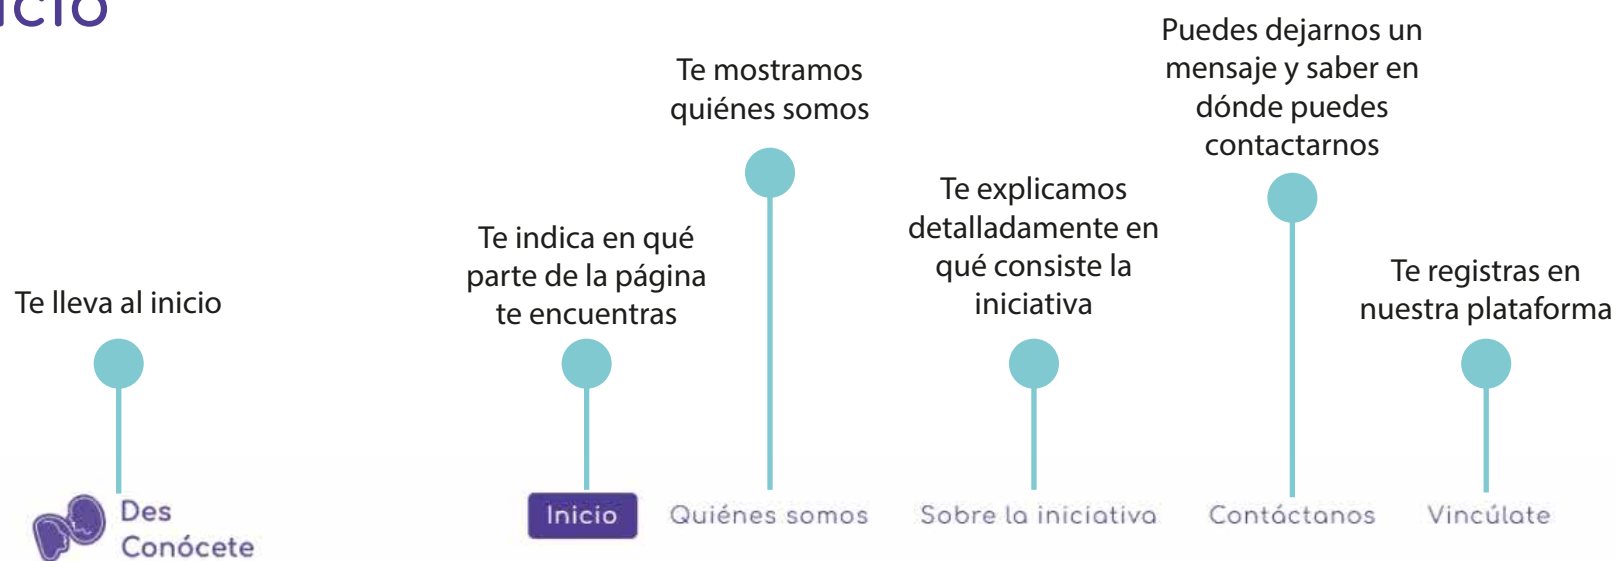 Te lleva al inicio
Te indica en qué
parte de la página
te encuentras
Te mostramos
quiénes somos
Te explicamos
detalladamente en
qué consiste la
iniciativa
Puedes dejarnos un
mensaje y saber en
dónde puedes
contactarnos
Te registras en
nuestra plataforma
Des
Conócete
Inicio
Quiénes somos
Sobre la iniciativa
Contáctanos
Vincúlate